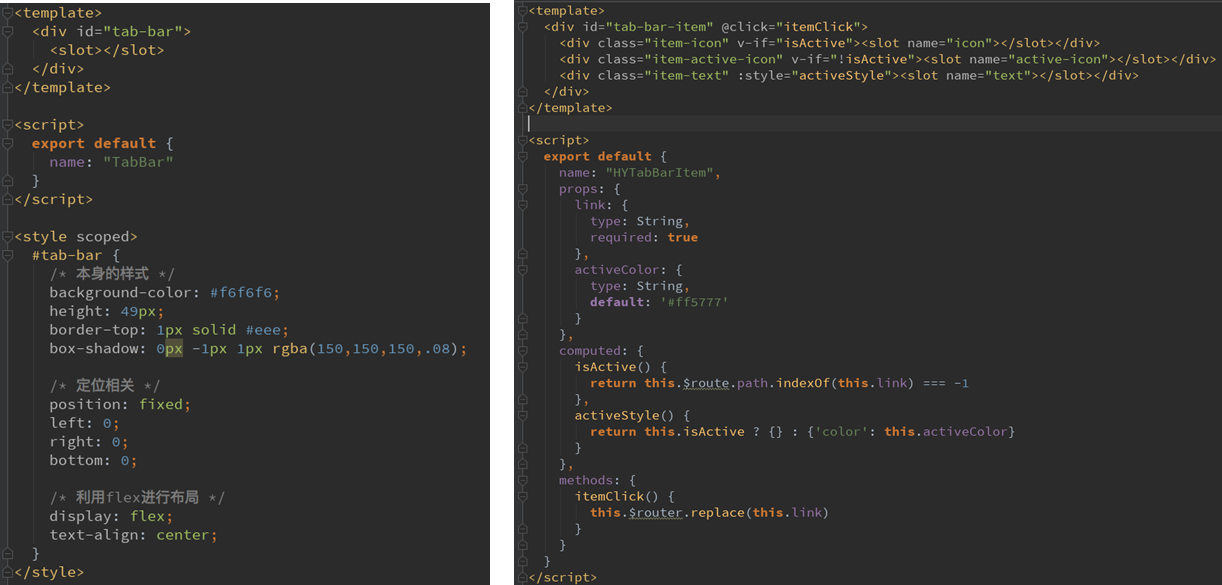 <template>
<div id="tab-bar">
<slot></slot>
</div>
</template>
<script>
export default {
name: "TabBar"
}
</script>
<style scoped>
#tab-bar {
/* 本身的样式 */
background-color: #f6f6f6;
height: 49px;
border-top: 1px solid #eee;
box-shadow: 0px -1px 1px rgba(150,150,150,.08);
/* 定位相关 */
position: fixed;
left: 0;
right: 0;
bottom: 0;
/* 利用flex进行布局 */
display: flex;
text-align: center;
}
</style>
<template>
<div id="tab-bar-item" @click="itemClick">
<div class="item-icon" v-if="isActive"><slot name="icon"></slot></div>
<div class="item-active-icon" v-if="!isActive"><slot name="active-icon"></slot></div>
<div class="item-text" :style="activeStyle"><slot name="text"></slot></div>
</div>
</template>
<script>
export default {
name: "HYTabBarItem",
props: {
link: {
type: String,
required: true
},
activeColor: {
type: String,
default: '#ff5777'
}
},
computed: {
isActive() {
return this.$route.path.indexOf(this.link) === -1
},
activeStyle() {
return this.isActive ? {} : {'color': this.activeColor}
}
},
methods: {
itemClick() {
this.$router.replace(this.link)
}
}
}
</script>